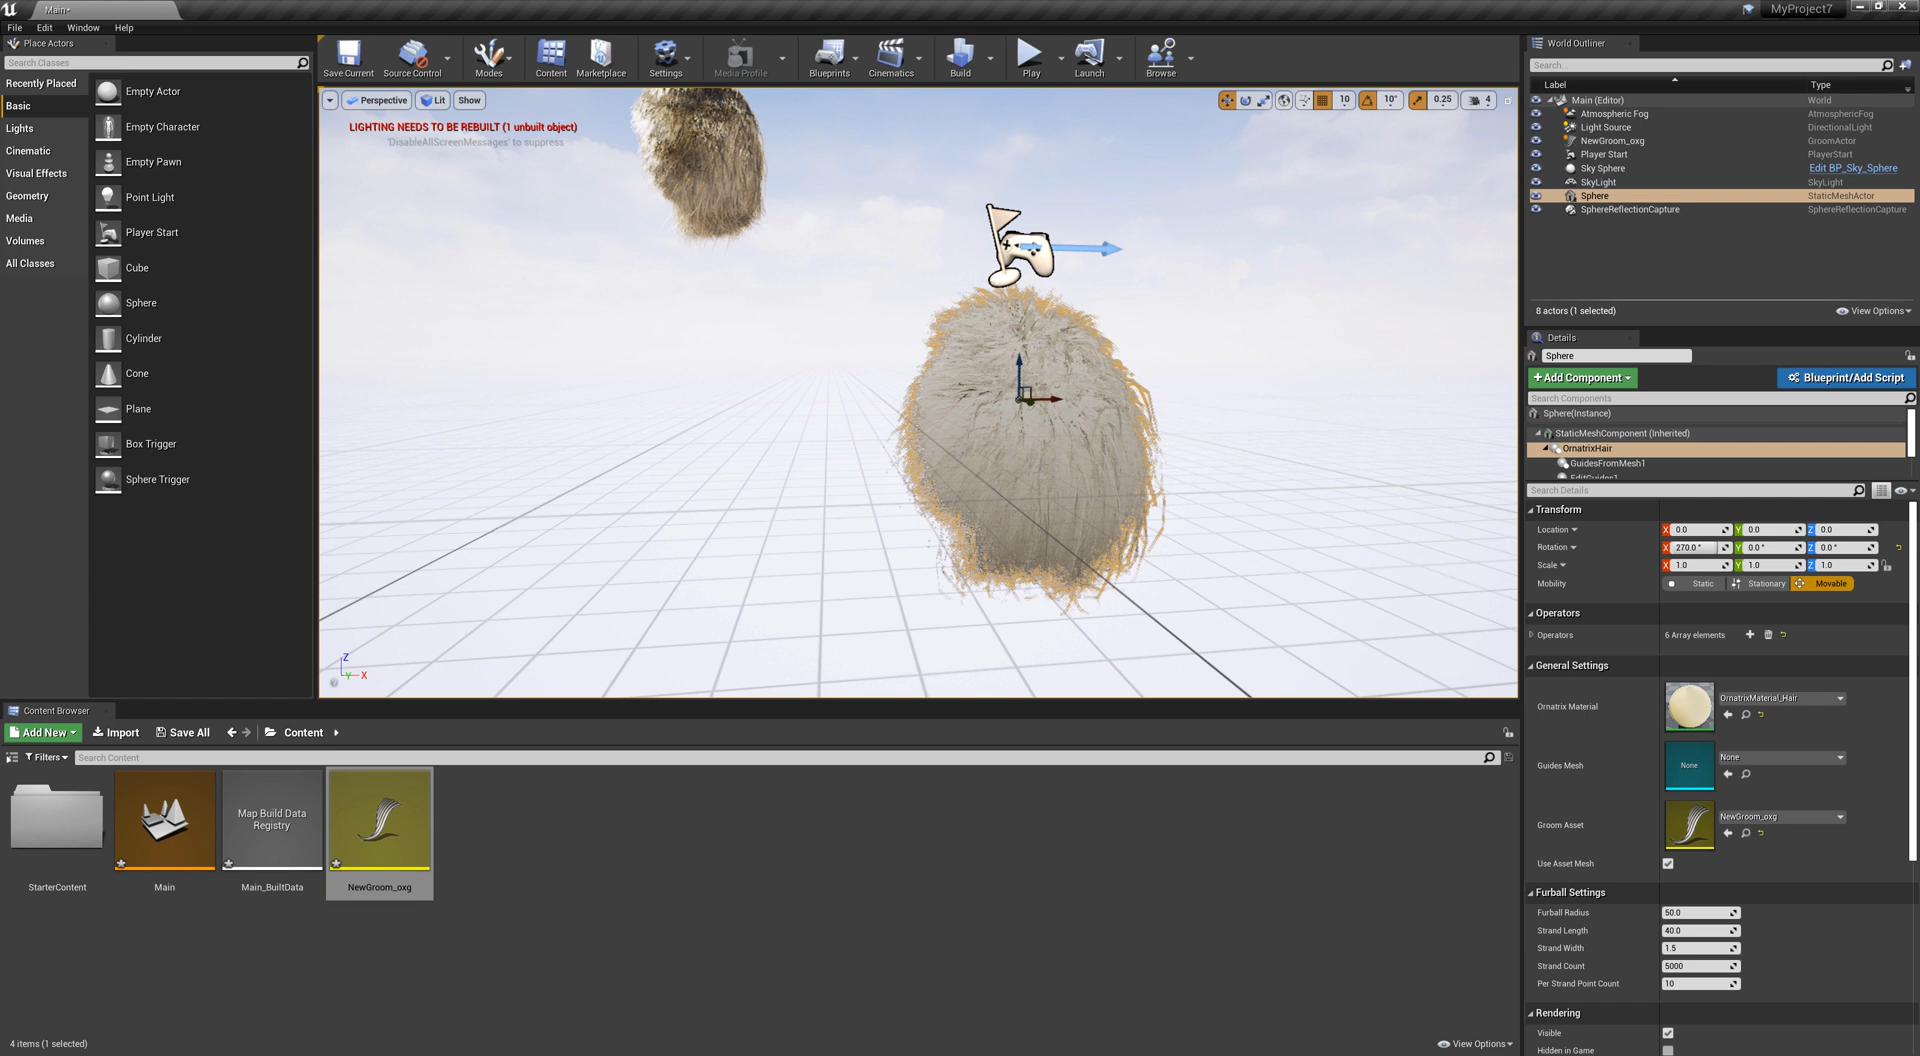 Main*
MyProject7
File Edit Window Help
Place Actors
Search Classes
Recently Placed
Basic
Lights
Cinematic
Visual Effects
Geometry
Media
Volumes
All Classes
Empty Actor
Empty Character
Empty Pawn
Point Light
Player Start
Cube
Sphere
Cylinder
Cone
Plane
Box Trigger
Sphere Trigger
Save Current Source Control Modes Content Marketplace Settings Media Profile Blueprints Cinematics Build Play Launch Browse
Perspective Lit Show
10 10° 0.25 4
LIGHTING NEEDS TO BE REBUILT (1 unbuilt object)
'DisableAllScreenMessages' to suppress
Z
Y X
World Outliner
Search...
Label Type
Main (Editor) World
Atmospheric Fog AtmosphericFog
Light Source DirectionalLight
NewGroom_oxg GroomActor
Player Start PlayerStart
Sky Sphere Edit BP_Sky_Sphere
SkyLight SkyLight
Sphere StaticMeshActor
SphereReflectionCapture SphereReflectionCapture
8 actors (1 selected) View Options
Details
Sphere
+Add Component Blueprint/Add Script
Search Components
Sphere(Instance)
StaticMeshComponent (Inherited)
OrnatrixHair
GuidesFromMesh1
EditGuides1
Search Details
Transform
Location X 0.0 Y 0.0 Z 0.0
Rotation X 270.0 ° Y 0.0 ° Z 0.0 °
Scale X 1.0 Y 1.0 Z 1.0
Mobility Static Stationary Movable
Operators
Operators 6 Array elements
General Settings
Ornatrix Material OrnatrixMaterial_Hair
Guides Mesh None None
Groom Asset NewGroom_oxg
Use Asset Mesh
Furball Settings
Furball Radius 50.0
Strand Length 40.0
Strand Width 1.5
Strand Count 5000
Per Strand Point Count 10
Rendering
Visible
Hidden in Game
Content Browser
Add New Import Save All Content
Filters Search Content
Map Build Data
Registry
StarterContent Main Main_BuiltData NewGroom_oxg
4 items (1 selected) View Options